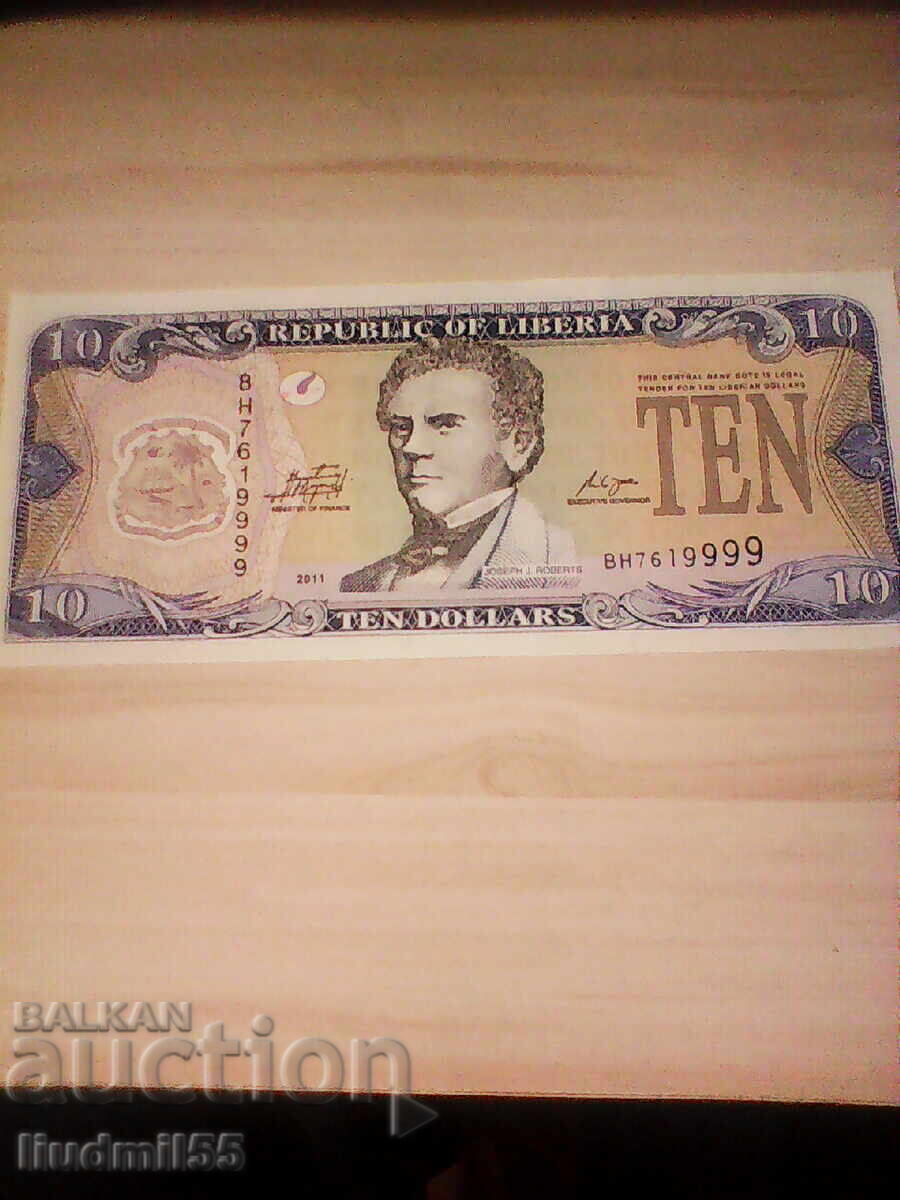 10 REPUBLIC OF LIBERIA 10
THIS CENTRAL BANK NOTE IS LEGAL
TENDER FOR TEN LIBERIAN DOLLARS
TEN
BH7619999
MINISTER OF FINANCE
EXECUTIVE GOVERNOR
BH7619999
2011
JOSEPH J. ROBERTS
10 TEN DOLLARS 10
BALKAN
auction
liudmil55